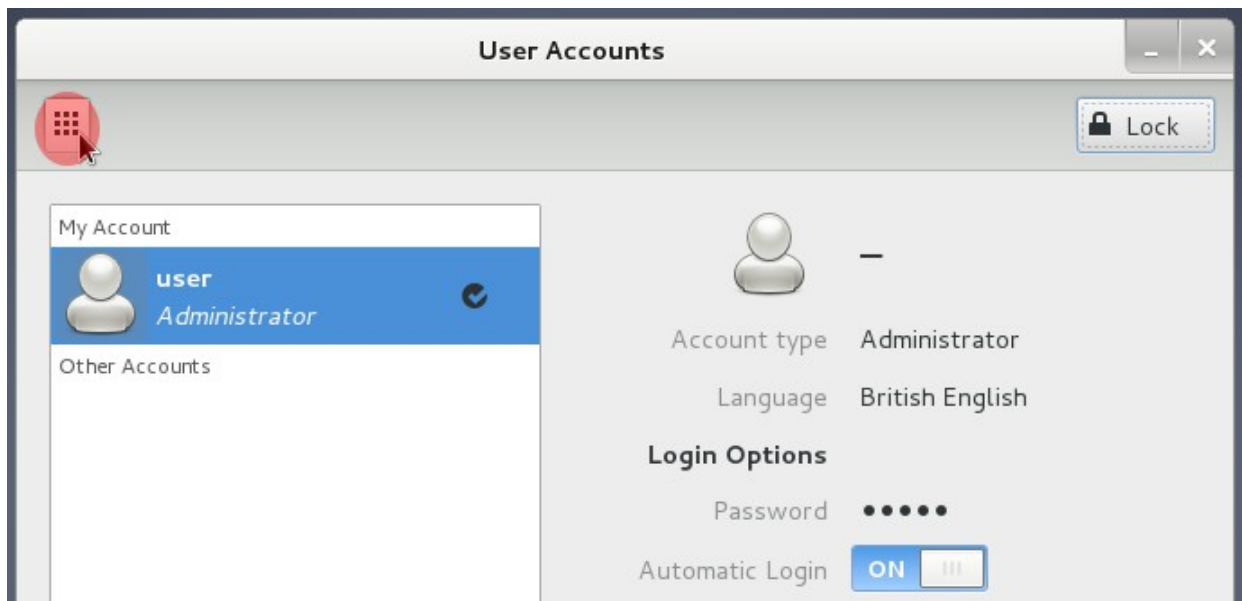 User Accounts
Lock
My Account
user
Administrator
Other Accounts
–
Account type Administrator
Language British English
Login Options
Password •••••
Automatic Login ON